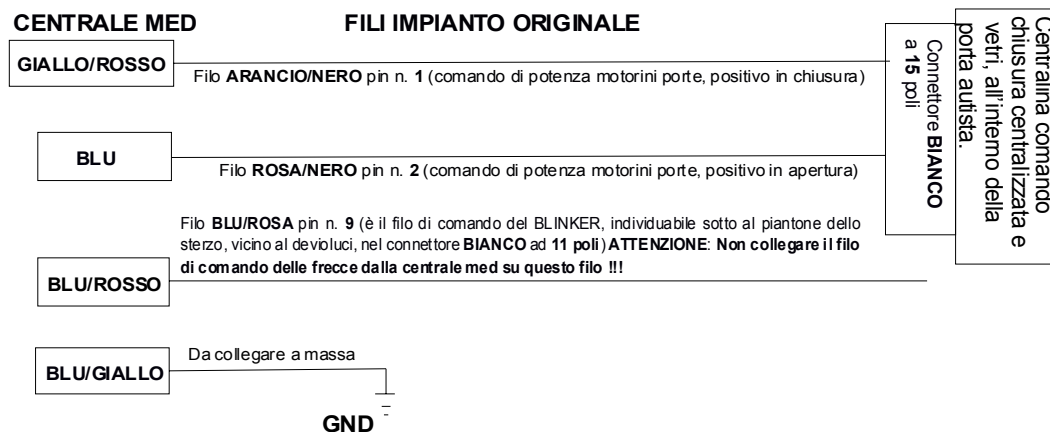 CENTRALE MED
FILI IMPIANTO ORIGINALE
GIALLO/ROSSO
Filo ARANCIO/NERO pin n. 1 (comando di potenza motorini porte, positivo in chiusura)
BLU
Filo ROSA/NERO pin n. 2 (comando di potenza motorini porte, positivo in apertura)
Filo BLU/ROSA pin n. 9 (è il filo di comando del BLINKER, individuabile sotto al piantone dello
sterzo, vicino al devioluci, nel connettore BIANCO ad 11 poli) ATTENZIONE: Non collegare il filo
di comando delle frecce dalla centrale med su questo filo !!!
BLU/ROSSO
BLU/GIALLO
Da collegare a massa
GND
Connettore BIANCO
a 15 poli
Centralina comando
chiusura centralizzata e
vetri, all'interno della
porta autista.